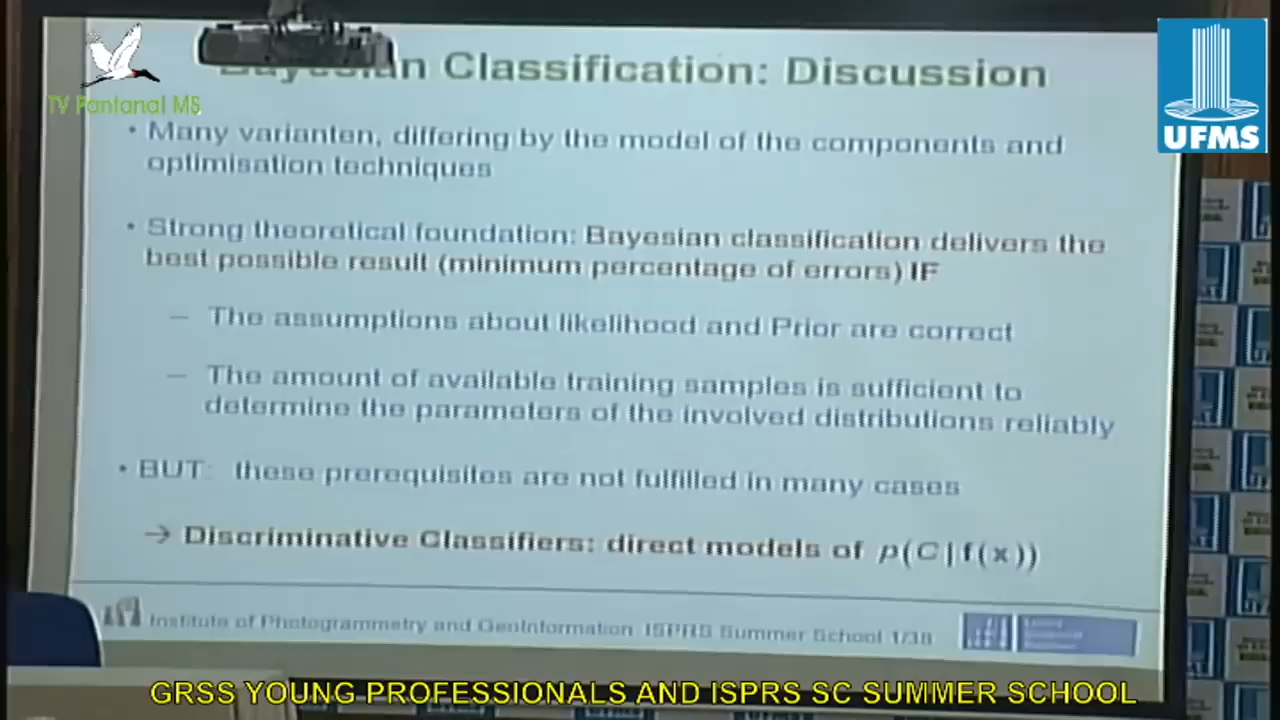 TV Pantanal MS
UFMS
Bayesian Classification: Discussion
• Many varianten, differing by the model of the components and
optimisation techniques
• Strong theoretical foundation: Bayesian classification delivers the
best possible result (minimum percentage of errors) IF
– The assumptions about likelihood and Prior are correct
– The amount of available training samples is sufficient to
determine the parameters of the involved distributions reliably
• BUT: these prerequisites are not fulfilled in many cases
→ Discriminative Classifiers: direct models of p(C|f(x))
Institute of Photogrammetry and GeoInformation ISPRS Summer School 1/38
GRSS YOUNG PROFESSIONALS AND ISPRS SC SUMMER SCHOOL